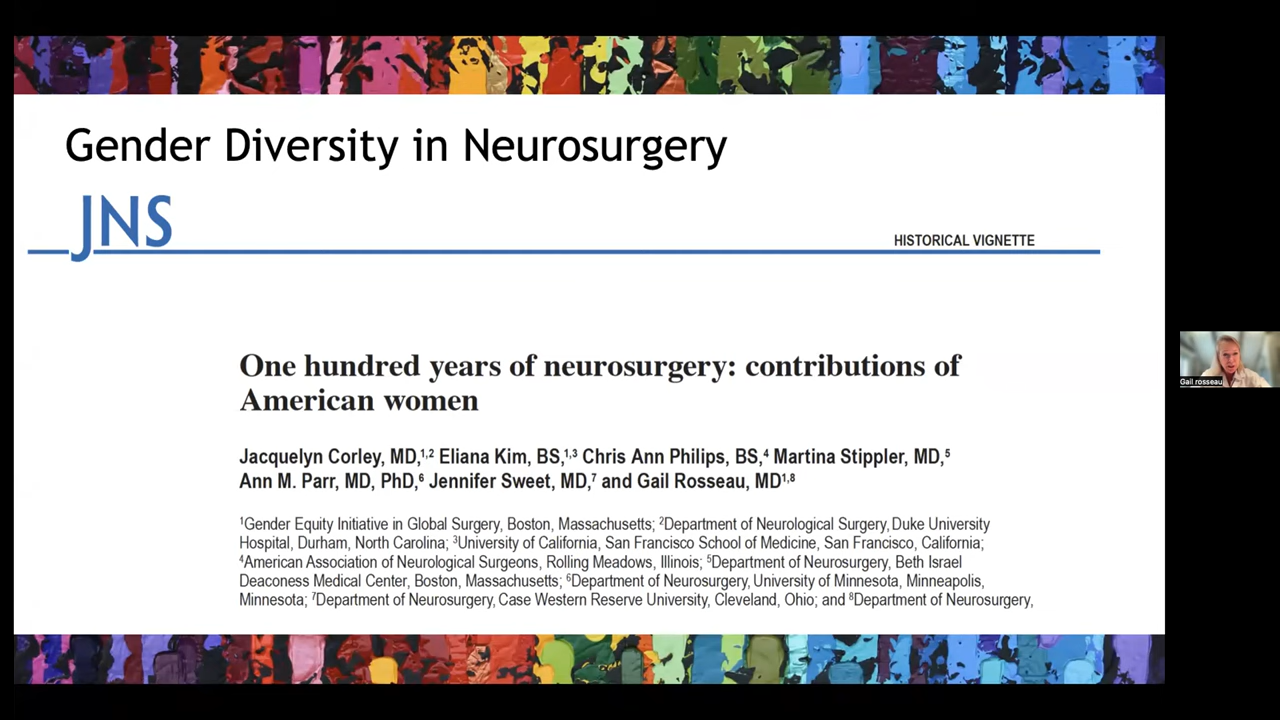 Gender Diversity in Neurosurgery
JNS
HISTORICAL VIGNETTE
One hundred years of neurosurgery: contributions of
American women
Jacquelyn Corley, MD,1,2 Eliana Kim, BS,1,3 Chris Ann Philips, BS,4 Martina Stippler, MD,5
Ann M. Parr, MD, PhD,6 Jennifer Sweet, MD,7 and Gail Rosseau, MD1,8
1Gender Equity Initiative in Global Surgery, Boston, Massachusetts; 2Department of Neurological Surgery, Duke University
Hospital, Durham, North Carolina; 3University of California, San Francisco School of Medicine, San Francisco, California;
4American Association of Neurological Surgeons, Rolling Meadows, Illinois; 5Department of Neurosurgery, Beth Israel
Deaconess Medical Center, Boston, Massachusetts; 6Department of Neurosurgery, University of Minnesota, Minneapolis,
Minnesota; 7Department of Neurosurgery, Case Western Reserve University, Cleveland, Ohio; and 8Department of Neurosurgery,
Gail rosseau